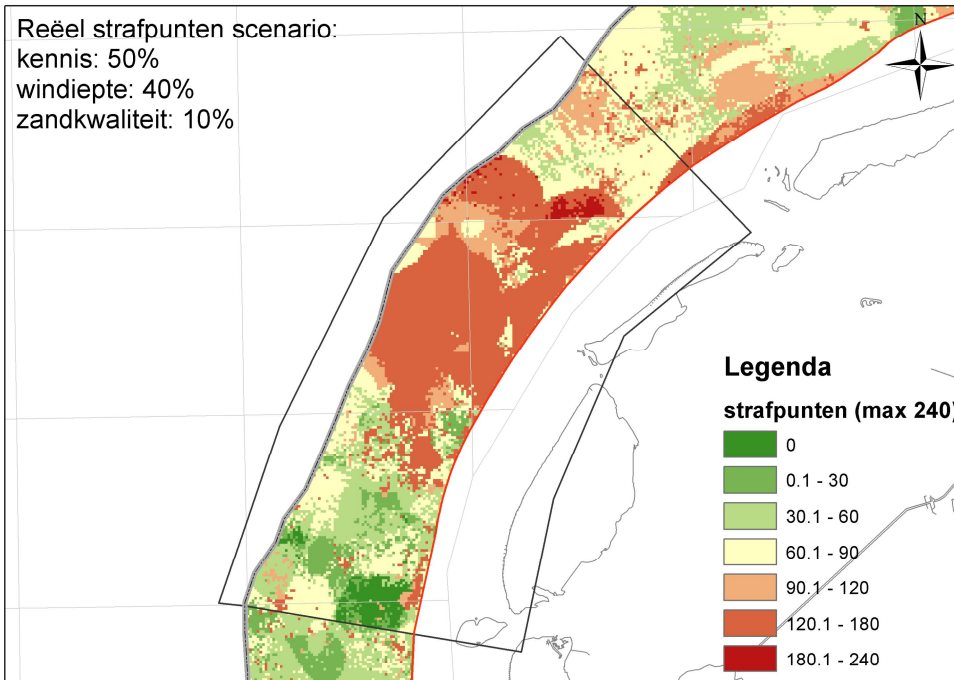 Reëel strafpunten scenario:
kennis: 50%
windiepte: 40%
zandkwaliteit: 10%
N
Legenda
strafpunten (max 240)
0
0.1 - 30
30.1 - 60
60.1 - 90
90.1 - 120
120.1 - 180
180.1 - 240